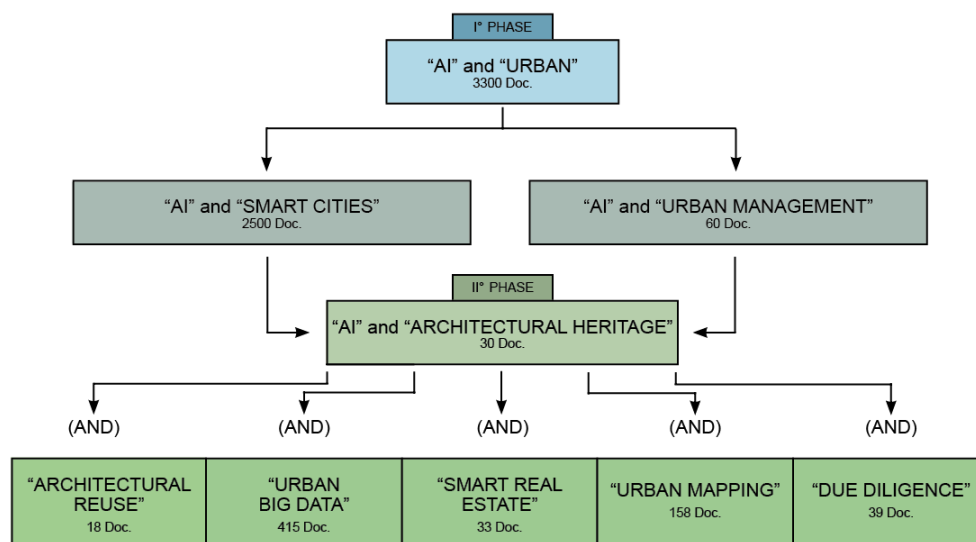 I° PHASE
“AI” and “URBAN”
3300 Doc.
“AI” and “SMART CITIES”
2500 Doc.
“AI” and “URBAN MANAGEMENT”
60 Doc.
II° PHASE
“AI” and “ARCHITECTURAL HERITAGE”
30 Doc.
(AND)
(AND)
(AND)
(AND)
(AND)
“ARCHITECTURAL
REUSE”
18 Doc.
“URBAN
BIG DATA”
415 Doc.
“SMART REAL
ESTATE”
33 Doc.
“URBAN MAPPING”
158 Doc.
“DUE DILIGENCE”
39 Doc.